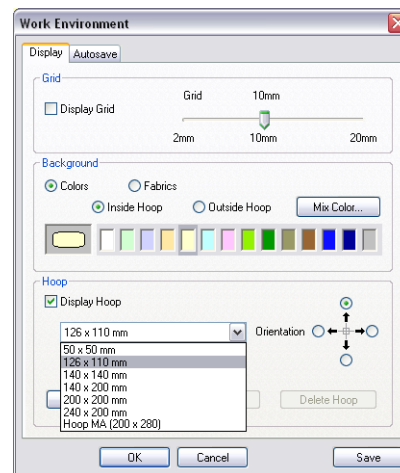 Work Environment
Display Autosave
Grid
Display Grid
Grid 10mm
2mm 10mm 20mm
Background
Colors Fabrics
Inside Hoop Outside Hoop Mix Color...
Hoop
Display Hoop
126 x 110 mm Orientation
50 x 50 mm
126 x 110 mm
140 x 140 mm
140 x 200 mm
200 x 200 mm
240 x 200 mm
Hoop MA (200 x 280)
Delete Hoop
OK Cancel Save